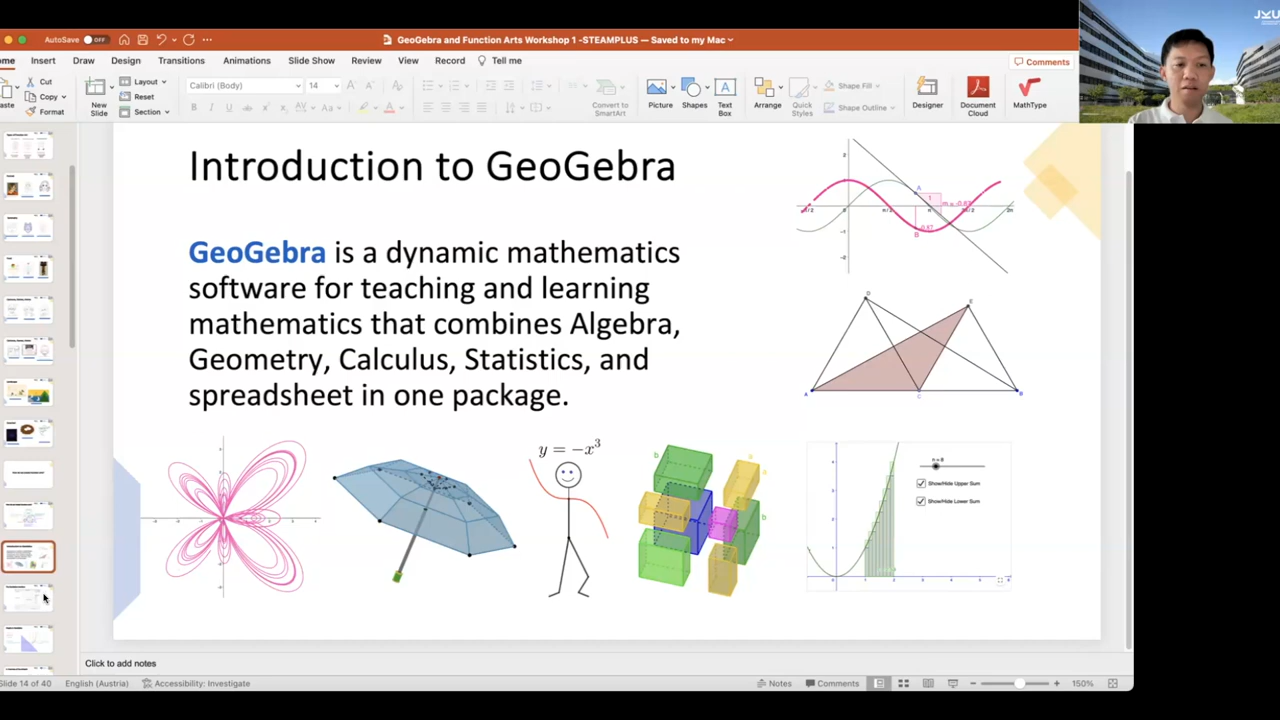 AutoSave OFF
GeoGebra and Function Arts Workshop 1 -STEAMPLUS — Saved to my Mac
JKU
Insert Draw Design Transitions Animations Slide Show Review View Record Tell me
Comments
Cut
Copy
Format
New Slide
Layout
Reset
Section
Calibri (Body) 14
Convert to SmartArt
Picture
Shapes
Text Box
Arrange
Quick Styles
Shape Fill
Shape Outline
Designer
Document Cloud
MathType
Introduction to GeoGebra
GeoGebra is a dynamic mathematics
software for teaching and learning
mathematics that combines Algebra,
Geometry, Calculus, Statistics, and
spreadsheet in one package.
y = −x³
D
E
A
C
B
n = 8
Show/Hide Upper Sum
Show/Hide Lower Sum
Click to add notes
Slide 14 of 40 English (Austria) Accessibility: Investigate Notes Comments 150%